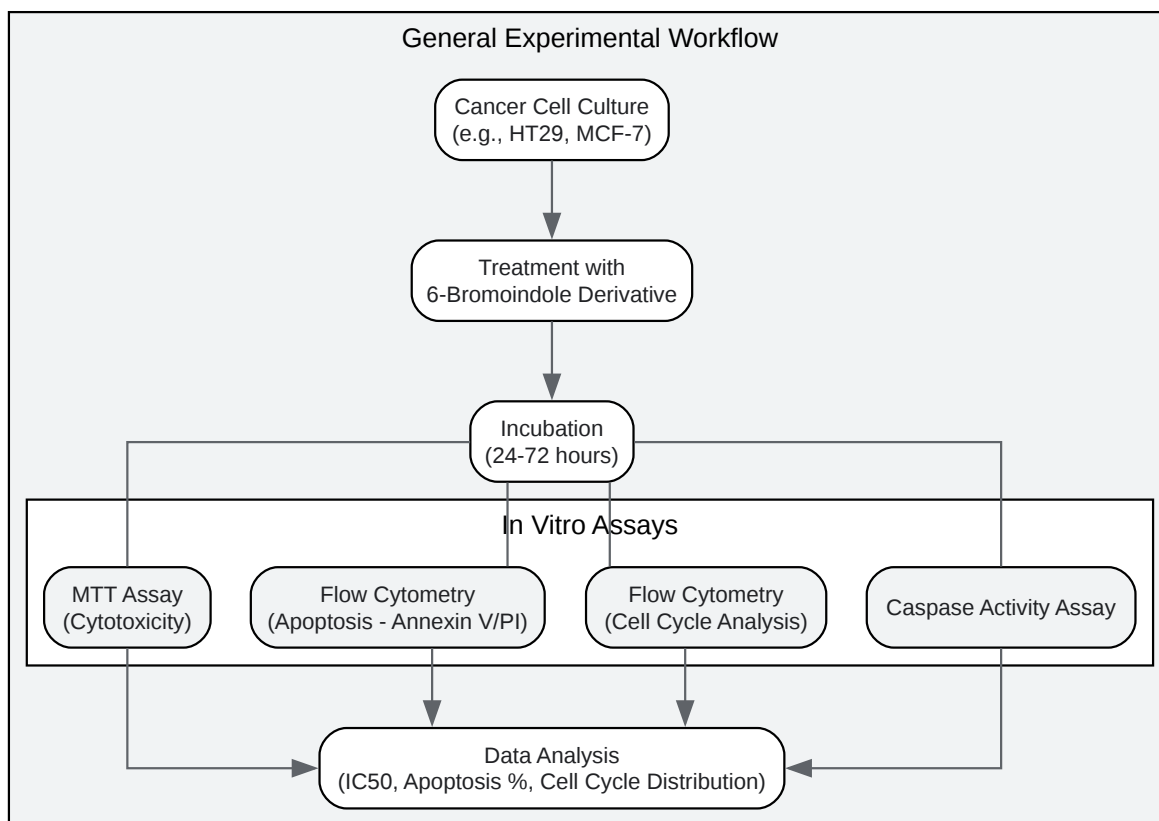 General Experimental Workflow
Cancer Cell Culture
(e.g., HT29, MCF-7)
Treatment with
6-Bromoindole Derivative
Incubation
(24-72 hours)
In Vitro Assays
MTT Assay
(Cytotoxicity)
Flow Cytometry
(Apoptosis - Annexin V/PI)
Flow Cytometry
(Cell Cycle Analysis)
Caspase Activity Assay
Data Analysis
(IC50, Apoptosis %, Cell Cycle Distribution)